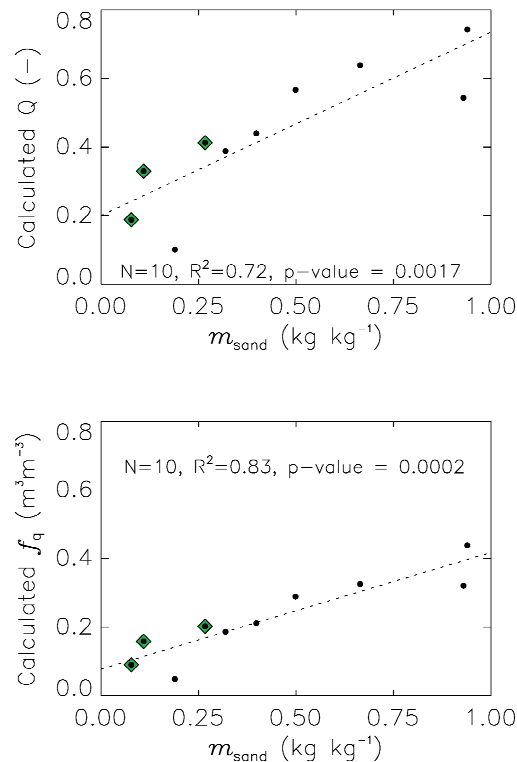 0.8
0.6
0.4
0.2
0.0
Calculated Q (−)
N=10, R²=0.72, p−value = 0.0017
0.00 0.25 0.50 0.75 1.00
m_sand (kg kg⁻¹)
0.8
0.6
0.4
0.2
0.0
Calculated f_q (m³m⁻³)
N=10, R²=0.83, p−value = 0.0002
0.00 0.25 0.50 0.75 1.00
m_sand (kg kg⁻¹)